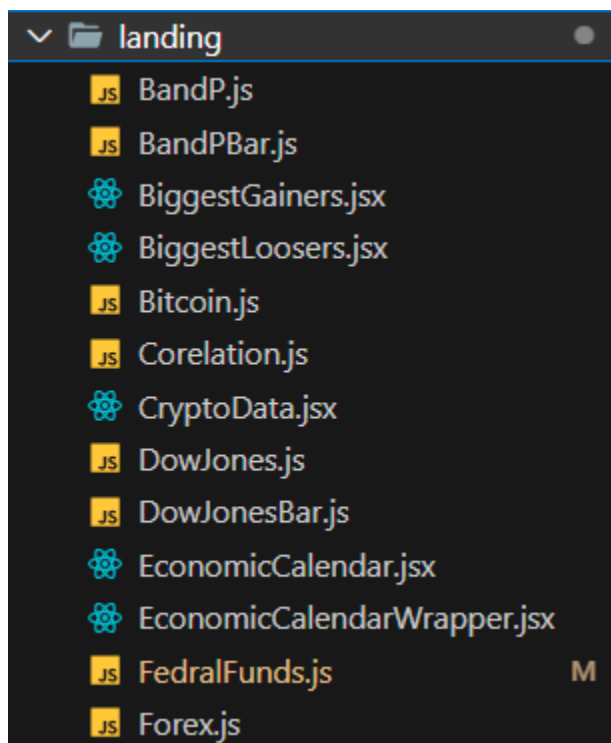 landing
JS BandP.js
JS BandPBar.js
BiggestGainers.jsx
BiggestLoosers.jsx
JS Bitcoin.js
JS Corelation.js
CryptoData.jsx
JS DowJones.js
JS DowJonesBar.js
EconomicCalendar.jsx
EconomicCalendarWrapper.jsx
JS FedralFunds.js M
JS Forex.js